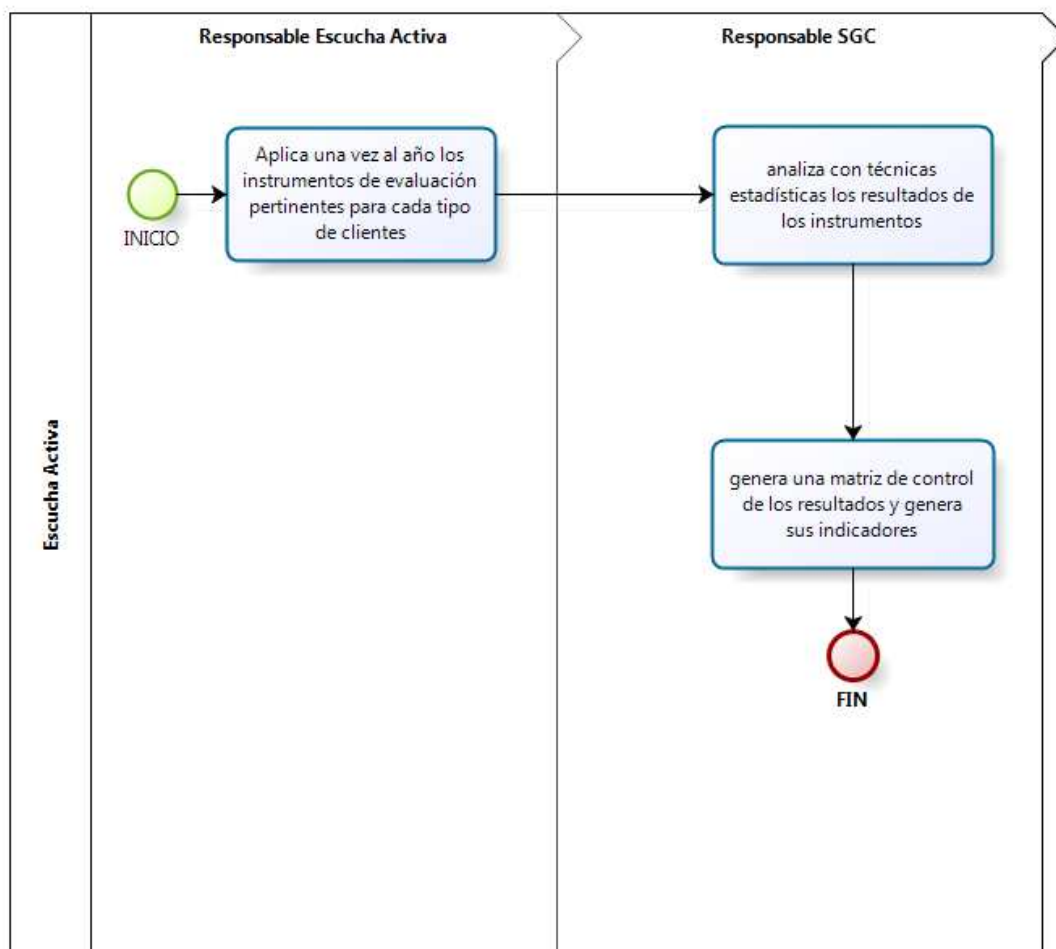 Responsable Escucha Activa
Responsable SGC
Escucha Activa
INICIO
Aplica una vez al año los
instrumentos de evaluación
pertinentes para cada tipo
de clientes
analiza con técnicas
estadísticas los resultados de
los instrumentos
genera una matriz de control
de los resultados y genera
sus indicadores
FIN